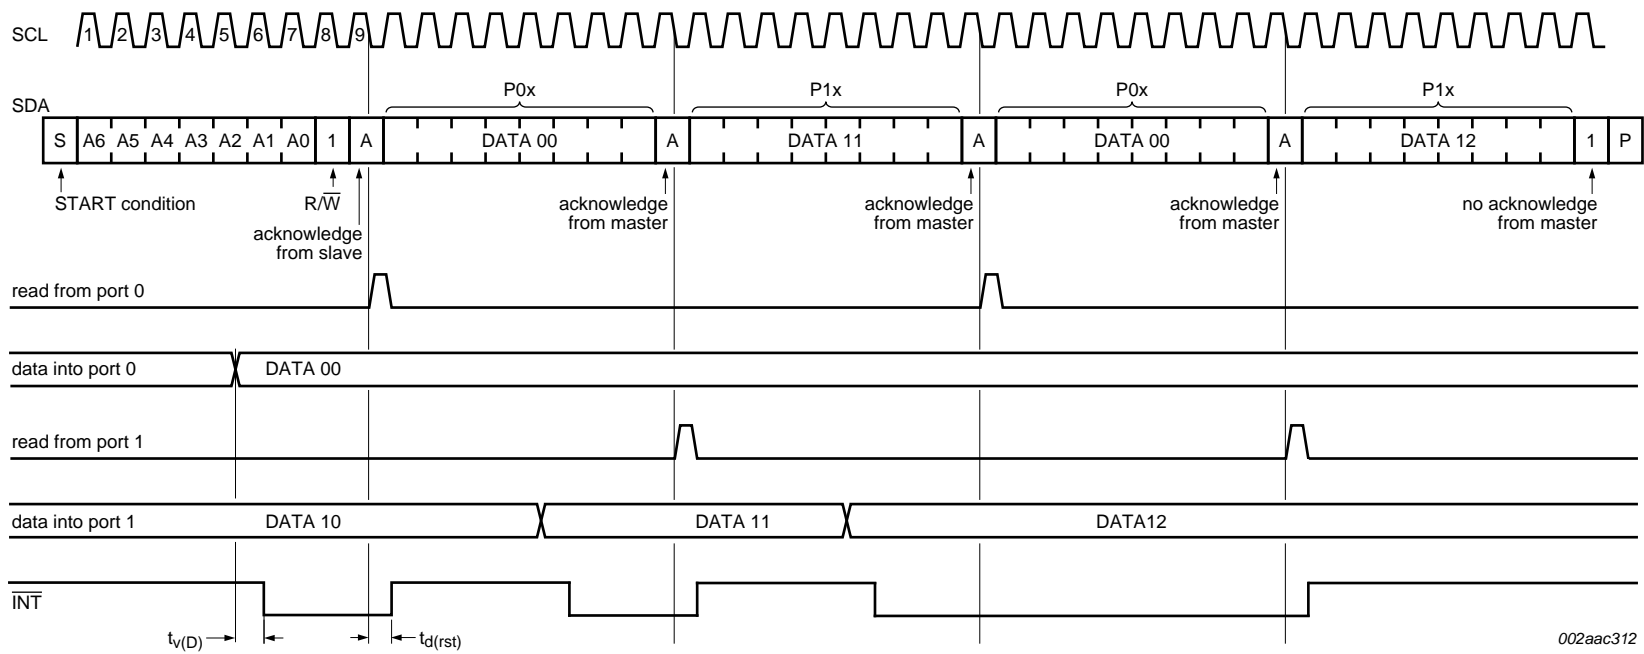 SCL 1 2 3 4 5 6 7 8 9
P0x P1x P0x P1x
SDA
S A6 A5 A4 A3 A2 A1 A0 1 A DATA 00 A DATA 11 A DATA 00 A DATA 12 1 P
START condition R/W̅ acknowledge from master acknowledge from master acknowledge from master no acknowledge from master
acknowledge
from slave
read from port 0
data into port 0 DATA 00
read from port 1
data into port 1 DATA 10 DATA 11 DATA12
I̅N̅T̅
tv(D) td(rst) 002aac312